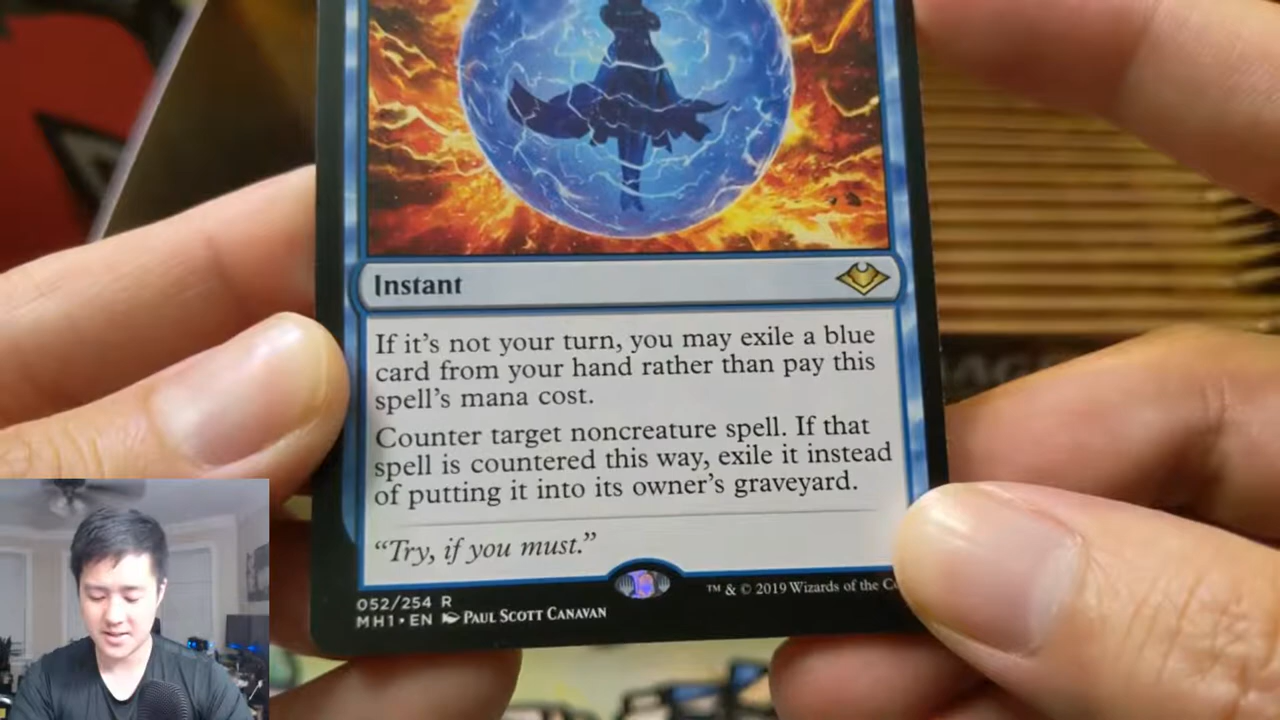 Instant
If it's not your turn, you may exile a blue
card from your hand rather than pay this
spell's mana cost.
Counter target noncreature spell. If that
spell is countered this way, exile it instead
of putting it into its owner's graveyard.
"Try, if you must."
052/254 R
MH1•EN PAUL SCOTT CANAVAN
™ & © 2019 Wizards of the